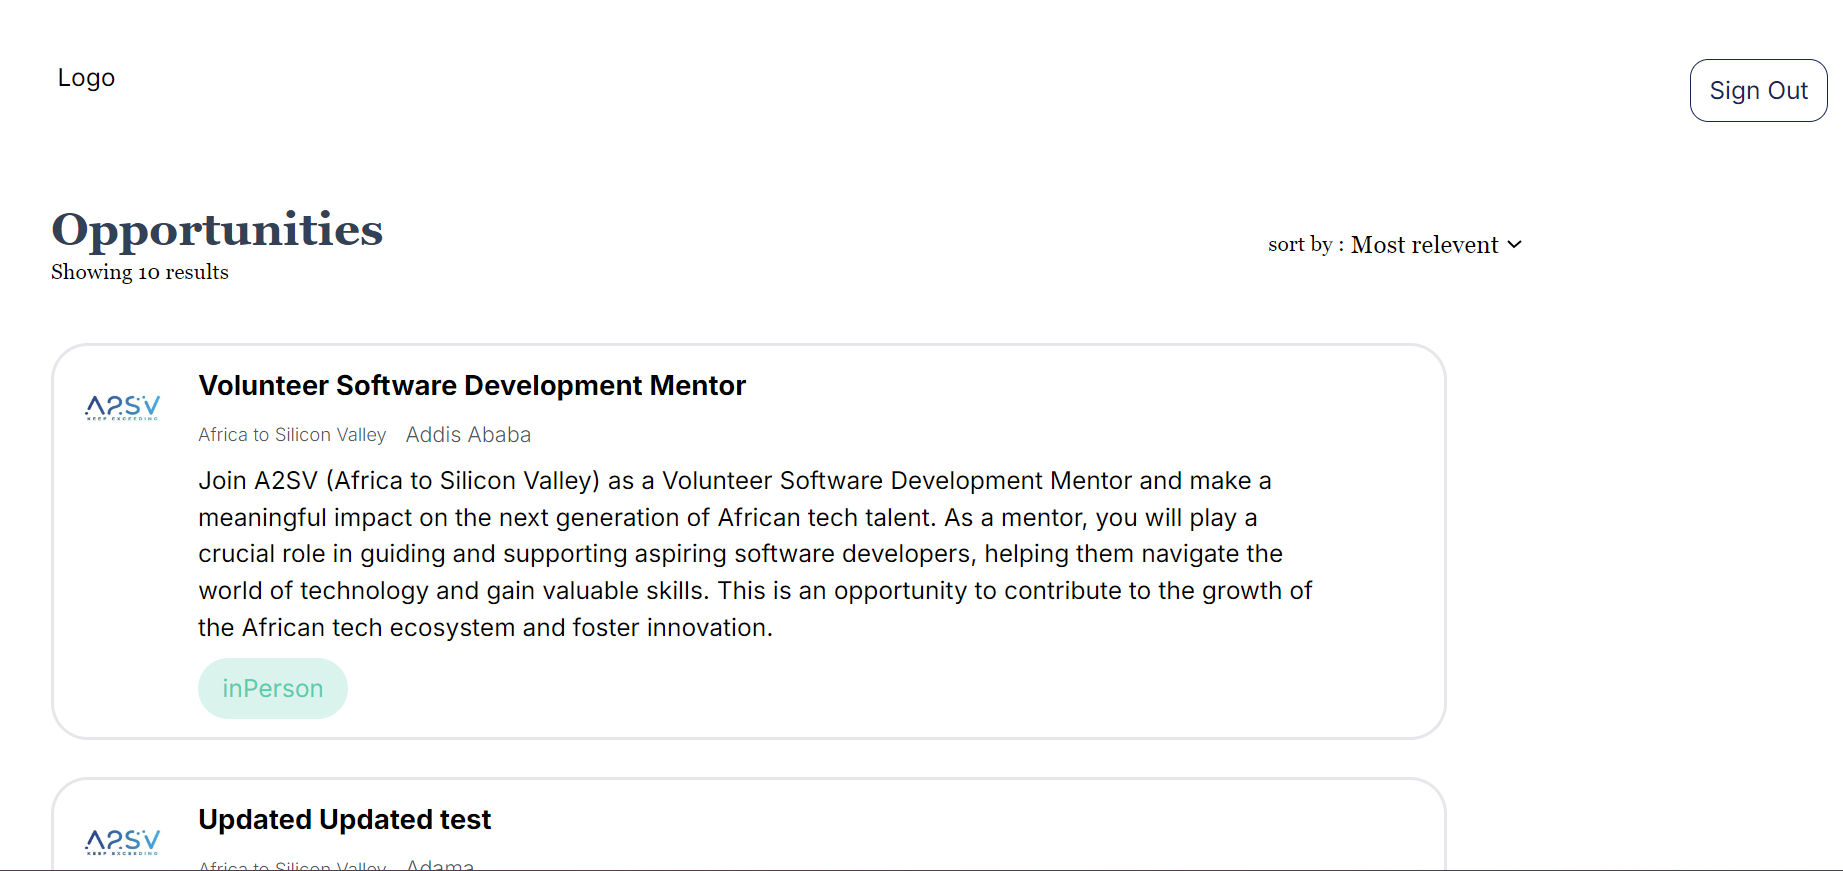 Logo
Sign Out
Opportunities
Showing 10 results
sort by : Most relevent
A2SV
KEEP EXCEEDING
Volunteer Software Development Mentor
Africa to Silicon Valley Addis Ababa
Join A2SV (Africa to Silicon Valley) as a Volunteer Software Development Mentor and make a
meaningful impact on the next generation of African tech talent. As a mentor, you will play a
crucial role in guiding and supporting aspiring software developers, helping them navigate the
world of technology and gain valuable skills. This is an opportunity to contribute to the growth of
the African tech ecosystem and foster innovation.
inPerson
A2SV
KEEP EXCEEDING
Updated Updated test
Africa to Silicon Valley Adama